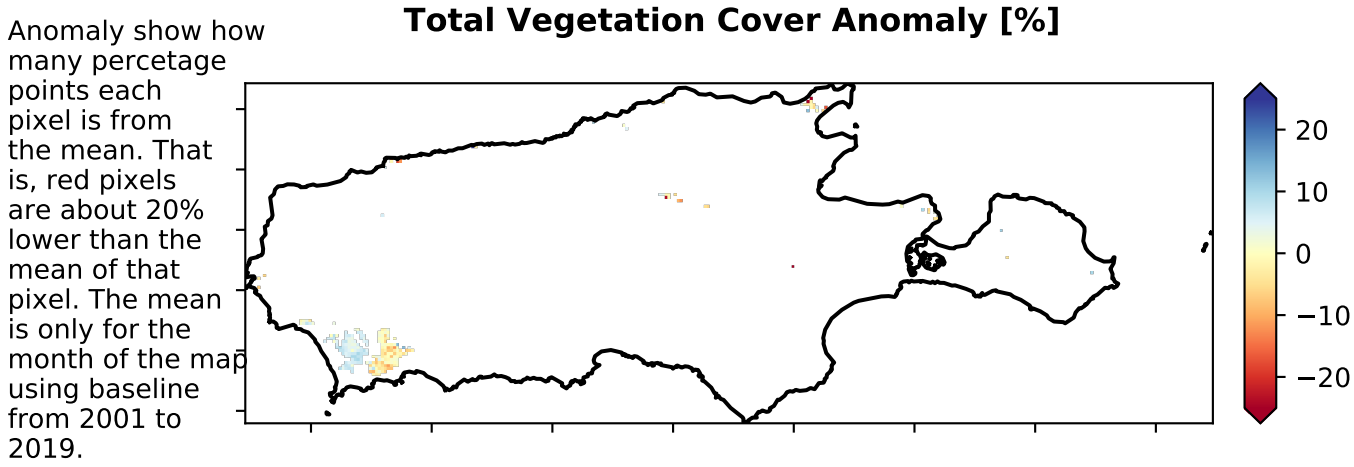 Total Vegetation Cover Anomaly [%]
Anomaly show how
many percetage
points each
pixel is from
the mean. That
is, red pixels
are about 20%
lower than the
mean of that
pixel. The mean
is only for the
month of the map
using baseline
from 2001 to
2019.
20
10
0
−10
−20